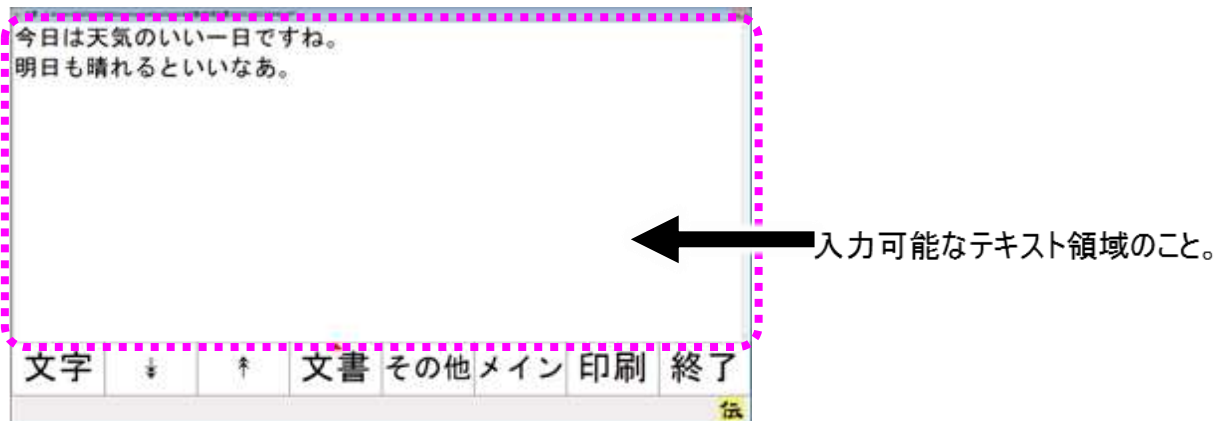 今日は天気のいい一日ですね。
明日も晴れるといいなあ。
入力可能なテキスト領域のこと。
文字 ↡ ↟ 文書 その他 メイン 印刷 終了
伝